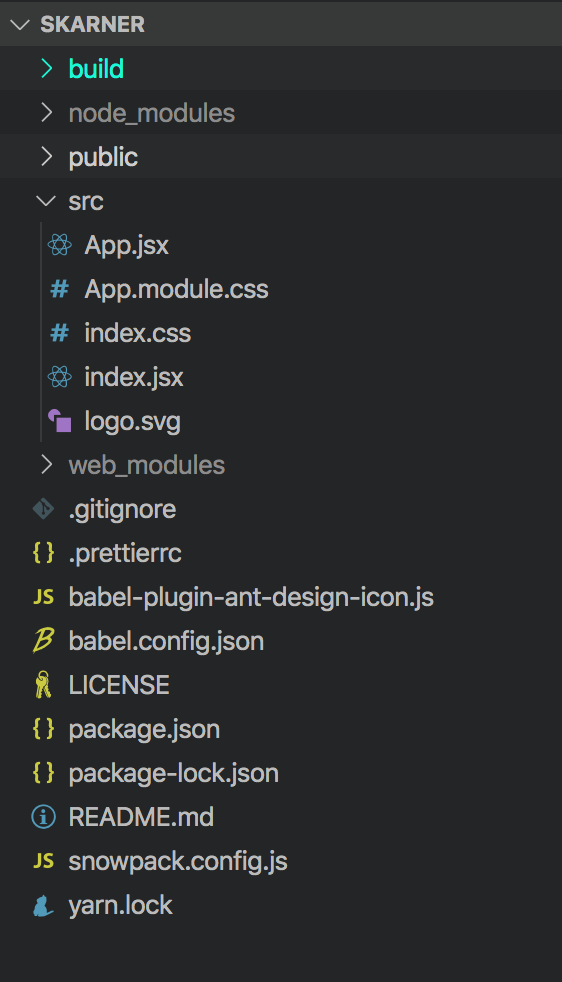 SKARNER
build
node_modules
public
src
App.jsx
# App.module.css
# index.css
index.jsx
logo.svg
web_modules
.gitignore
{ } .prettierrc
JS babel-plugin-ant-design-icon.js
babel.config.json
LICENSE
{ } package.json
{ } package-lock.json
README.md
JS snowpack.config.js
yarn.lock